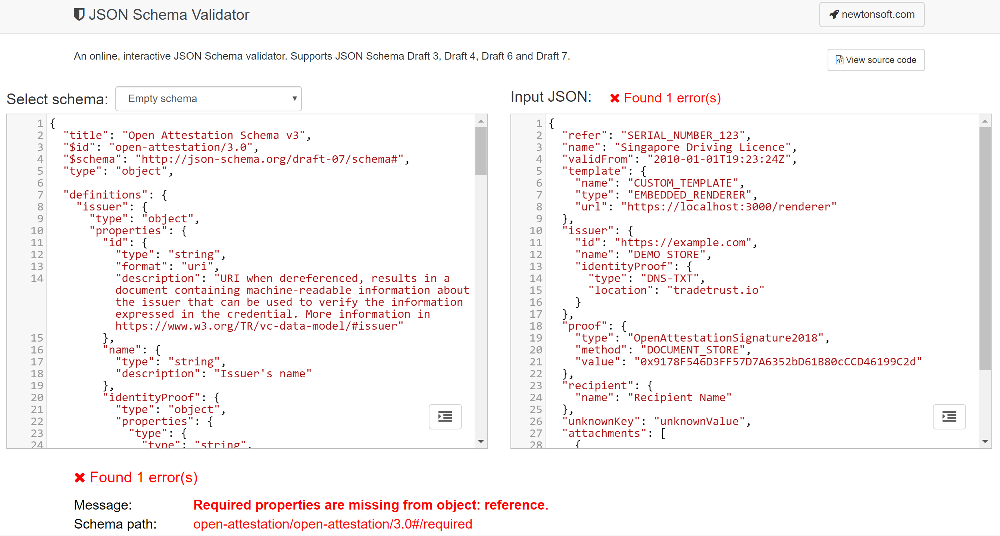 JSON Schema Validator
newtonsoft.com
An online, interactive JSON Schema validator. Supports JSON Schema Draft 3, Draft 4, Draft 6 and Draft 7.
View source code
Select schema: Empty schema
1 {
2 "title": "Open Attestation Schema v3",
3 "$id": "open-attestation/3.0",
4 "$schema": "http://json-schema.org/draft-07/schema#",
5 "type": "object",
6
7 "definitions": {
8 "issuer": {
9 "type": "object",
10 "properties": {
11 "id": {
12 "type": "string",
13 "format": "uri",
14 "description": "URI when dereferenced, results in a
document containing machine-readable information about
the issuer that can be used to verify the information
expressed in the credential. More information in
https://www.w3.org/TR/vc-data-model/#issuer"
15 },
16 "name": {
17 "type": "string",
18 "description": "Issuer's name"
19 },
20 "identityProof": {
21 "type": "object",
22 "properties": {
23 "type": {
24 "type": "string",
Input JSON: Found 1 error(s)
1 {
2 "refer": "SERIAL_NUMBER_123",
3 "name": "Singapore Driving Licence",
4 "validFrom": "2010-01-01T19:23:24Z",
5 "template": {
6 "name": "CUSTOM_TEMPLATE",
7 "type": "EMBEDDED_RENDERER",
8 "url": "https://localhost:3000/renderer"
9 },
10 "issuer": {
11 "id": "https://example.com",
12 "name": "DEMO STORE",
13 "identityProof": {
14 "type": "DNS-TXT",
15 "location": "tradetrust.io"
16 }
17 },
18 "proof": {
19 "type": "OpenAttestationSignature2018",
20 "method": "DOCUMENT_STORE",
21 "value": "0x9178F546D3FF57D7A6352bD61B80cCCD46199C2d"
22 },
23 "recipient": {
24 "name": "Recipient Name"
25 },
26 "unknownKey": "unknownValue",
27 "attachments": [
28 {
Found 1 error(s)
Message: Required properties are missing from object: reference.
Schema path: open-attestation/open-attestation/3.0#/required